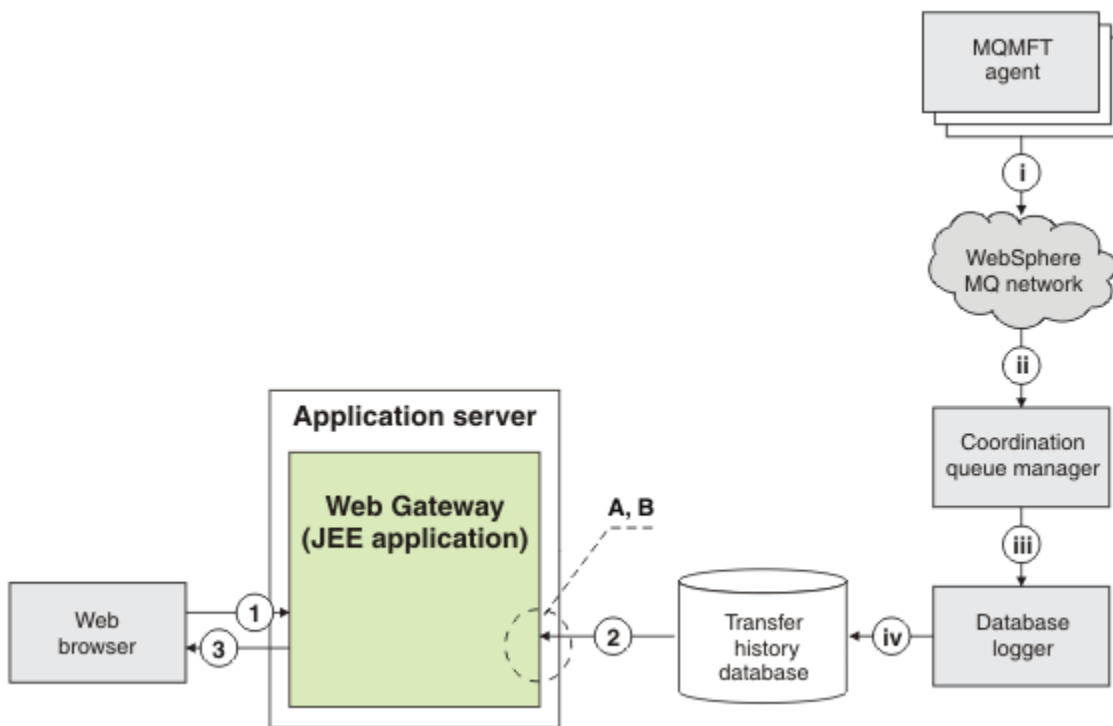 MQMFT
agent
i
WebSphere
MQ network
ii
Application server
Coordination
queue manager
Web Gateway
(JEE application)
A, B
iii
Web
browser
1
3
2
Transfer
history
database
iv
Database
logger